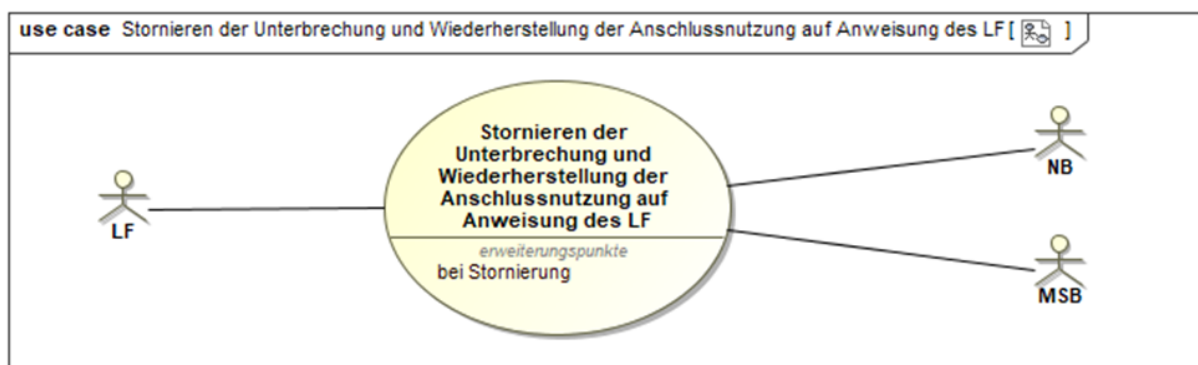 use case Stornieren der Unterbrechung und Wiederherstellung der Anschlussnutzung auf Anweisung des LF [ ]
Stornieren der
Unterbrechung und
Wiederherstellung der
Anschlussnutzung auf
Anweisung des LF
erweiterungspunkte
bei Stornierung
LF
NB
MSB